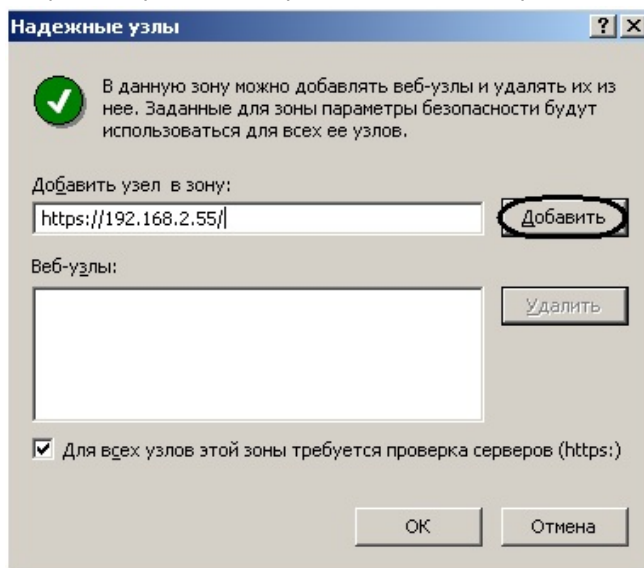 Надежные узлы
В данную зону можно добавлять веб-узлы и удалять их из
нее. Заданные для зоны параметры безопасности будут
использоваться для всех ее узлов.
Добавить узел в зону:
https://192.168.2.55/
Добавить
Веб-узлы:
Удалить
Для всех узлов этой зоны требуется проверка серверов (https:)
ОК
Отмена